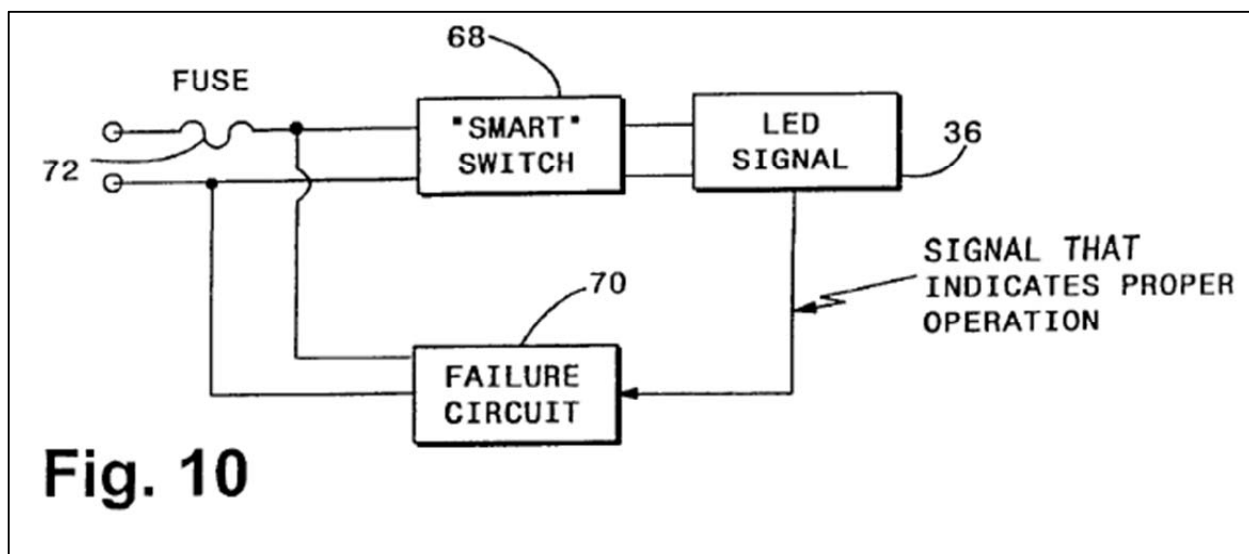 68
FUSE
"SMART"
SWITCH
LED
SIGNAL
36
72
SIGNAL THAT
INDICATES PROPER
OPERATION
70
FAILURE
CIRCUIT
Fig. 10